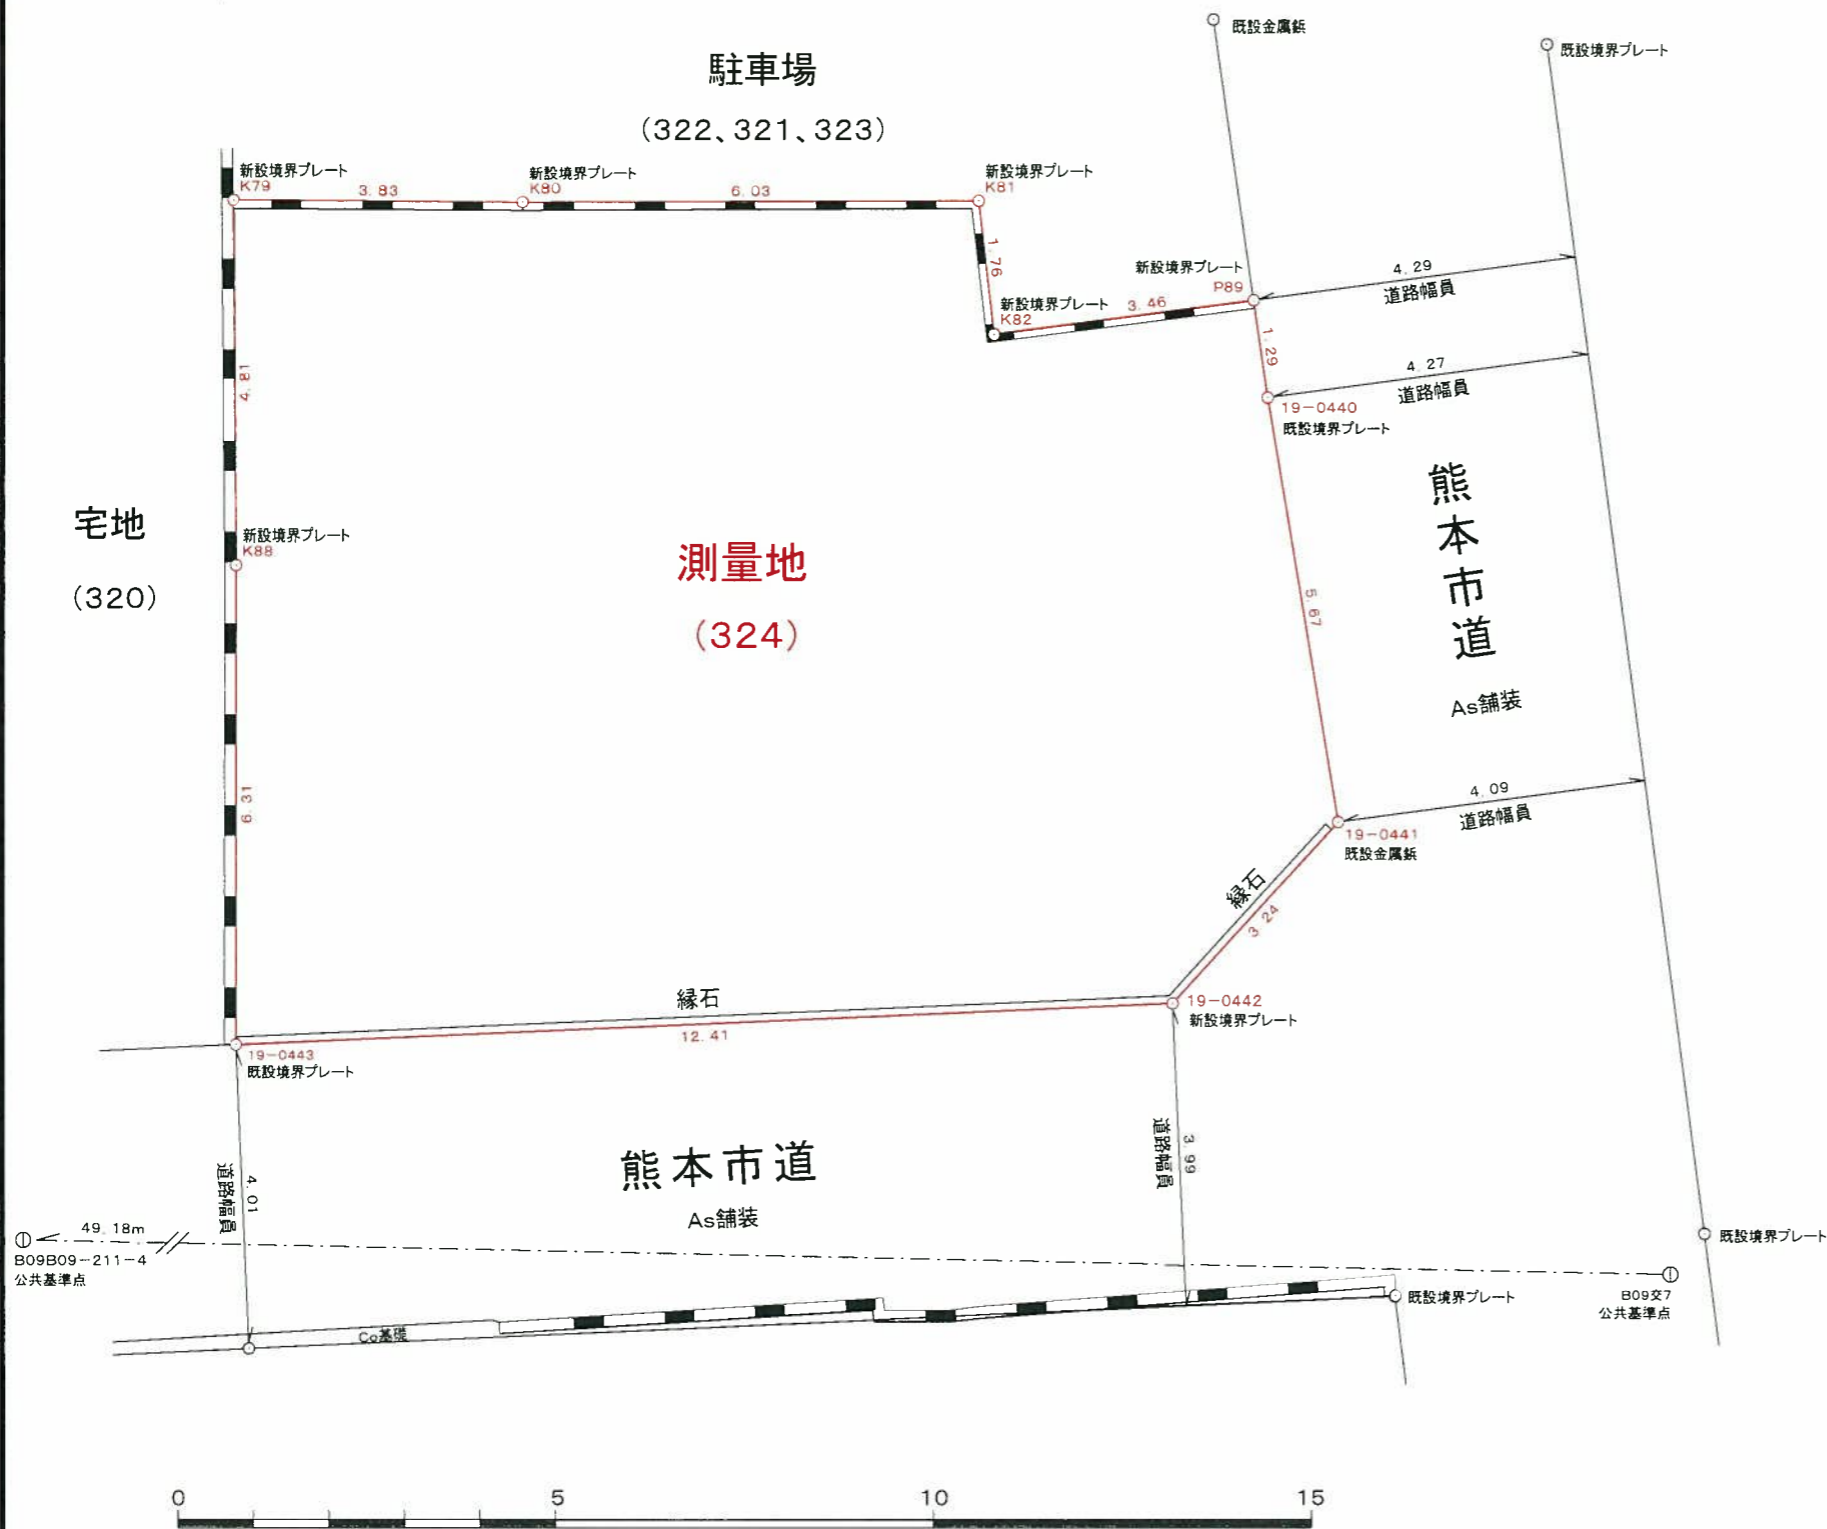 既設金属鋲
既設境界プレート
駐車場
(322、321、323)
新設境界プレート
K79
3.83
新設境界プレート
K80
6.03
新設境界プレート
K81
1.76
新設境界プレート
P89
新設境界プレート
K82
3.46
4.29
道路幅員
1.29
4.27
道路幅員
19-0440
既設境界プレート
4.81
熊本市道
As舗装
宅地
(320)
新設境界プレート
K88
測量地
(324)
5.67
6.31
4.09
道路幅員
19-0441
既設金属鋲
縁石
3.24
縁石
12.41
19-0442
新設境界プレート
19-0443
既設境界プレート
道路幅員
4.01
熊本市道
As舗装
道路幅員
3.99
49.18m
B09B09-211-4
公共基準点
既設境界プレート
B09交7
公共基準点
既設境界プレート
Co基礎
0 5 10 15